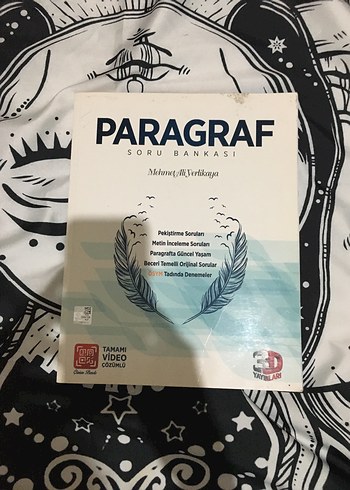 PARAGRAF
SORU BANKASI
Mehmet Ali Yerlikaya
Pekiştirme Soruları
Metin İnceleme Soruları
Paragrafta Güncel Yaşam
Beceri Temelli Orijinal Sorular
ÖSYM Tadında Denemeler
TAMAMI
VİDEO
ÇÖZÜMLÜ
3D
YAYINLARI